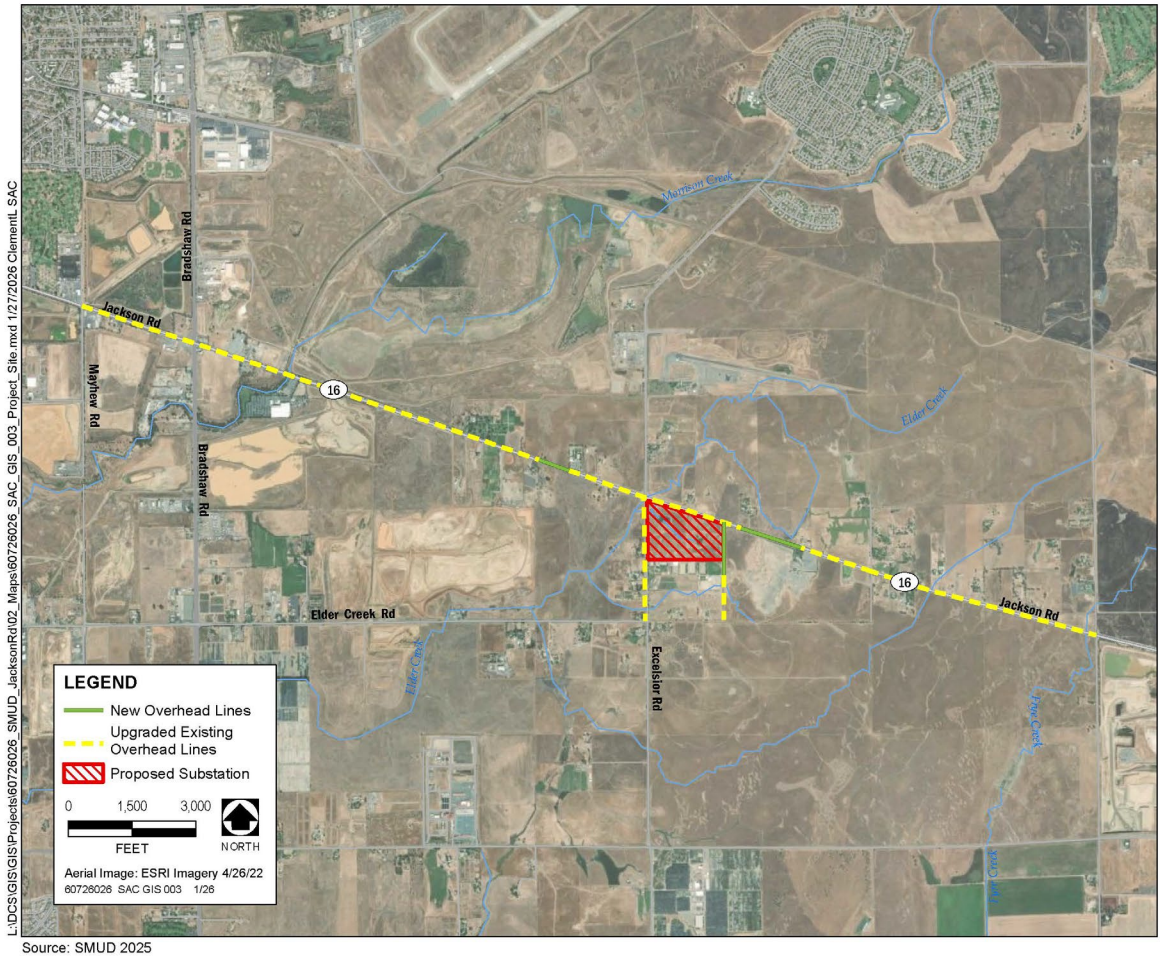 L:\DCS\GIS\GIS\Projects\60726026_SMUD_JacksonRd\02_Maps\60726026_SAC_GIS_003_Project_Site.mxd 1/27/2026 ClementL SAC
Morrison Creek
Bradshaw Rd
Jackson Rd
Mayhew Rd
16
Elder Creek
Bradshaw Rd
16
Jackson Rd
Elder Creek Rd
Elder Creek
Excelsior Rd
Frye Creek
Frye Creek
LEGEND
New Overhead Lines
Upgraded Existing
Overhead Lines
Proposed Substation
0 1,500 3,000
FEET
NORTH
Aerial Image: ESRI Imagery 4/26/22
60726026 SAC GIS 003 1/26
Source: SMUD 2025